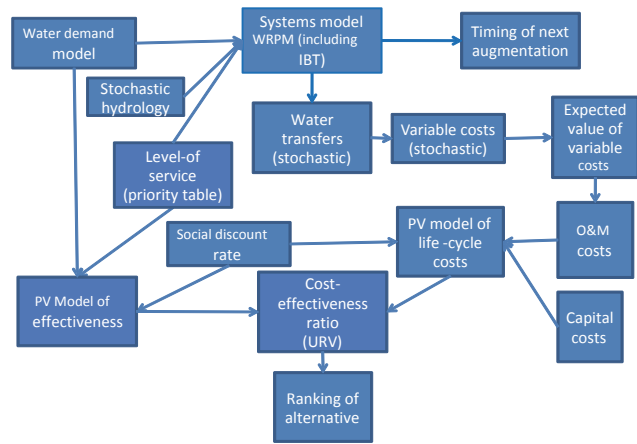 Water demand
model
Systems model
WRPM (including
IBT)
Timing of next
augmentation
Stochastic
hydrology
Water
transfers
(stochastic)
Variable costs
(stochastic)
Expected
value of
variable
costs
Level-of
service
(priority table)
Social discount
rate
PV model of
life -cycle
costs
O&M
costs
PV Model of
effectiveness
Cost-
effectiveness
ratio
(URV)
Capital
costs
Ranking of
alternative